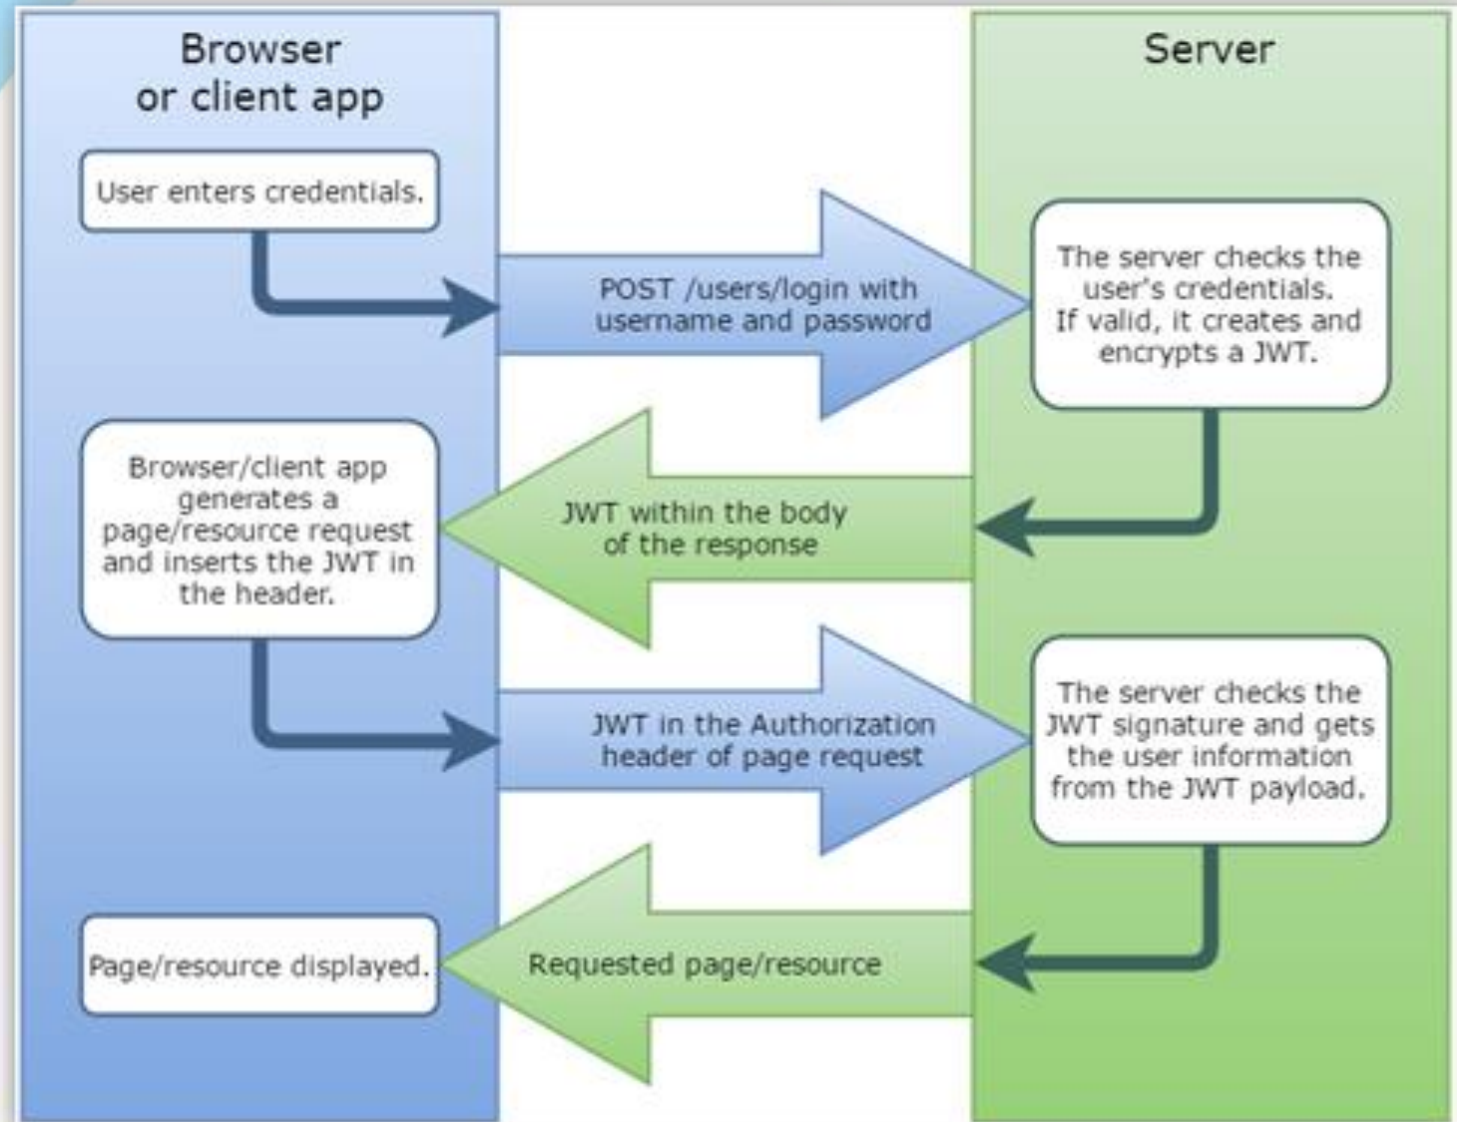 Browser
or client app
Server
User enters credentials.
POST /users/login with
username and password
The server checks the
user's credentials.
If valid, it creates and
encrypts a JWT.
JWT within the body
of the response
Browser/client app
generates a
page/resource request
and inserts the JWT in
the header.
JWT in the Authorization
header of page request
The server checks the
JWT signature and gets
the user information
from the JWT payload.
Requested page/resource
Page/resource displayed.